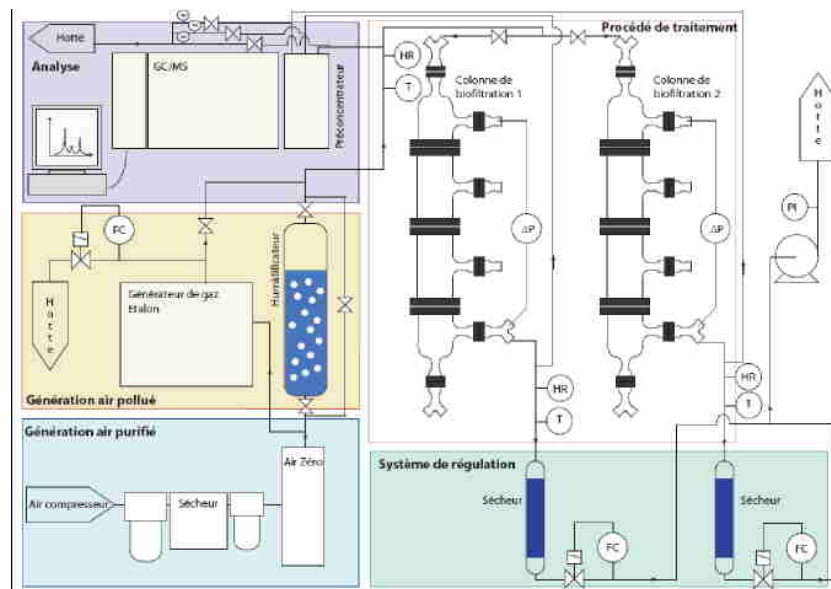 Hotte
Analyse
GC/MS
Préconcentrateur
HR
T
Procédé de traitement
Colonne de
biofiltration 1
Colonne de
biofiltration 2
ΔP
ΔP
Hotte
PI
FC
Hotte
Générateur de gaz
Etalon
Humidificateur
Génération air pollué
HR
T
HR
T
Génération air purifié
Air compresseur
Sécheur
Air Zéro
Système de régulation
Sécheur
FC
Sécheur
FC